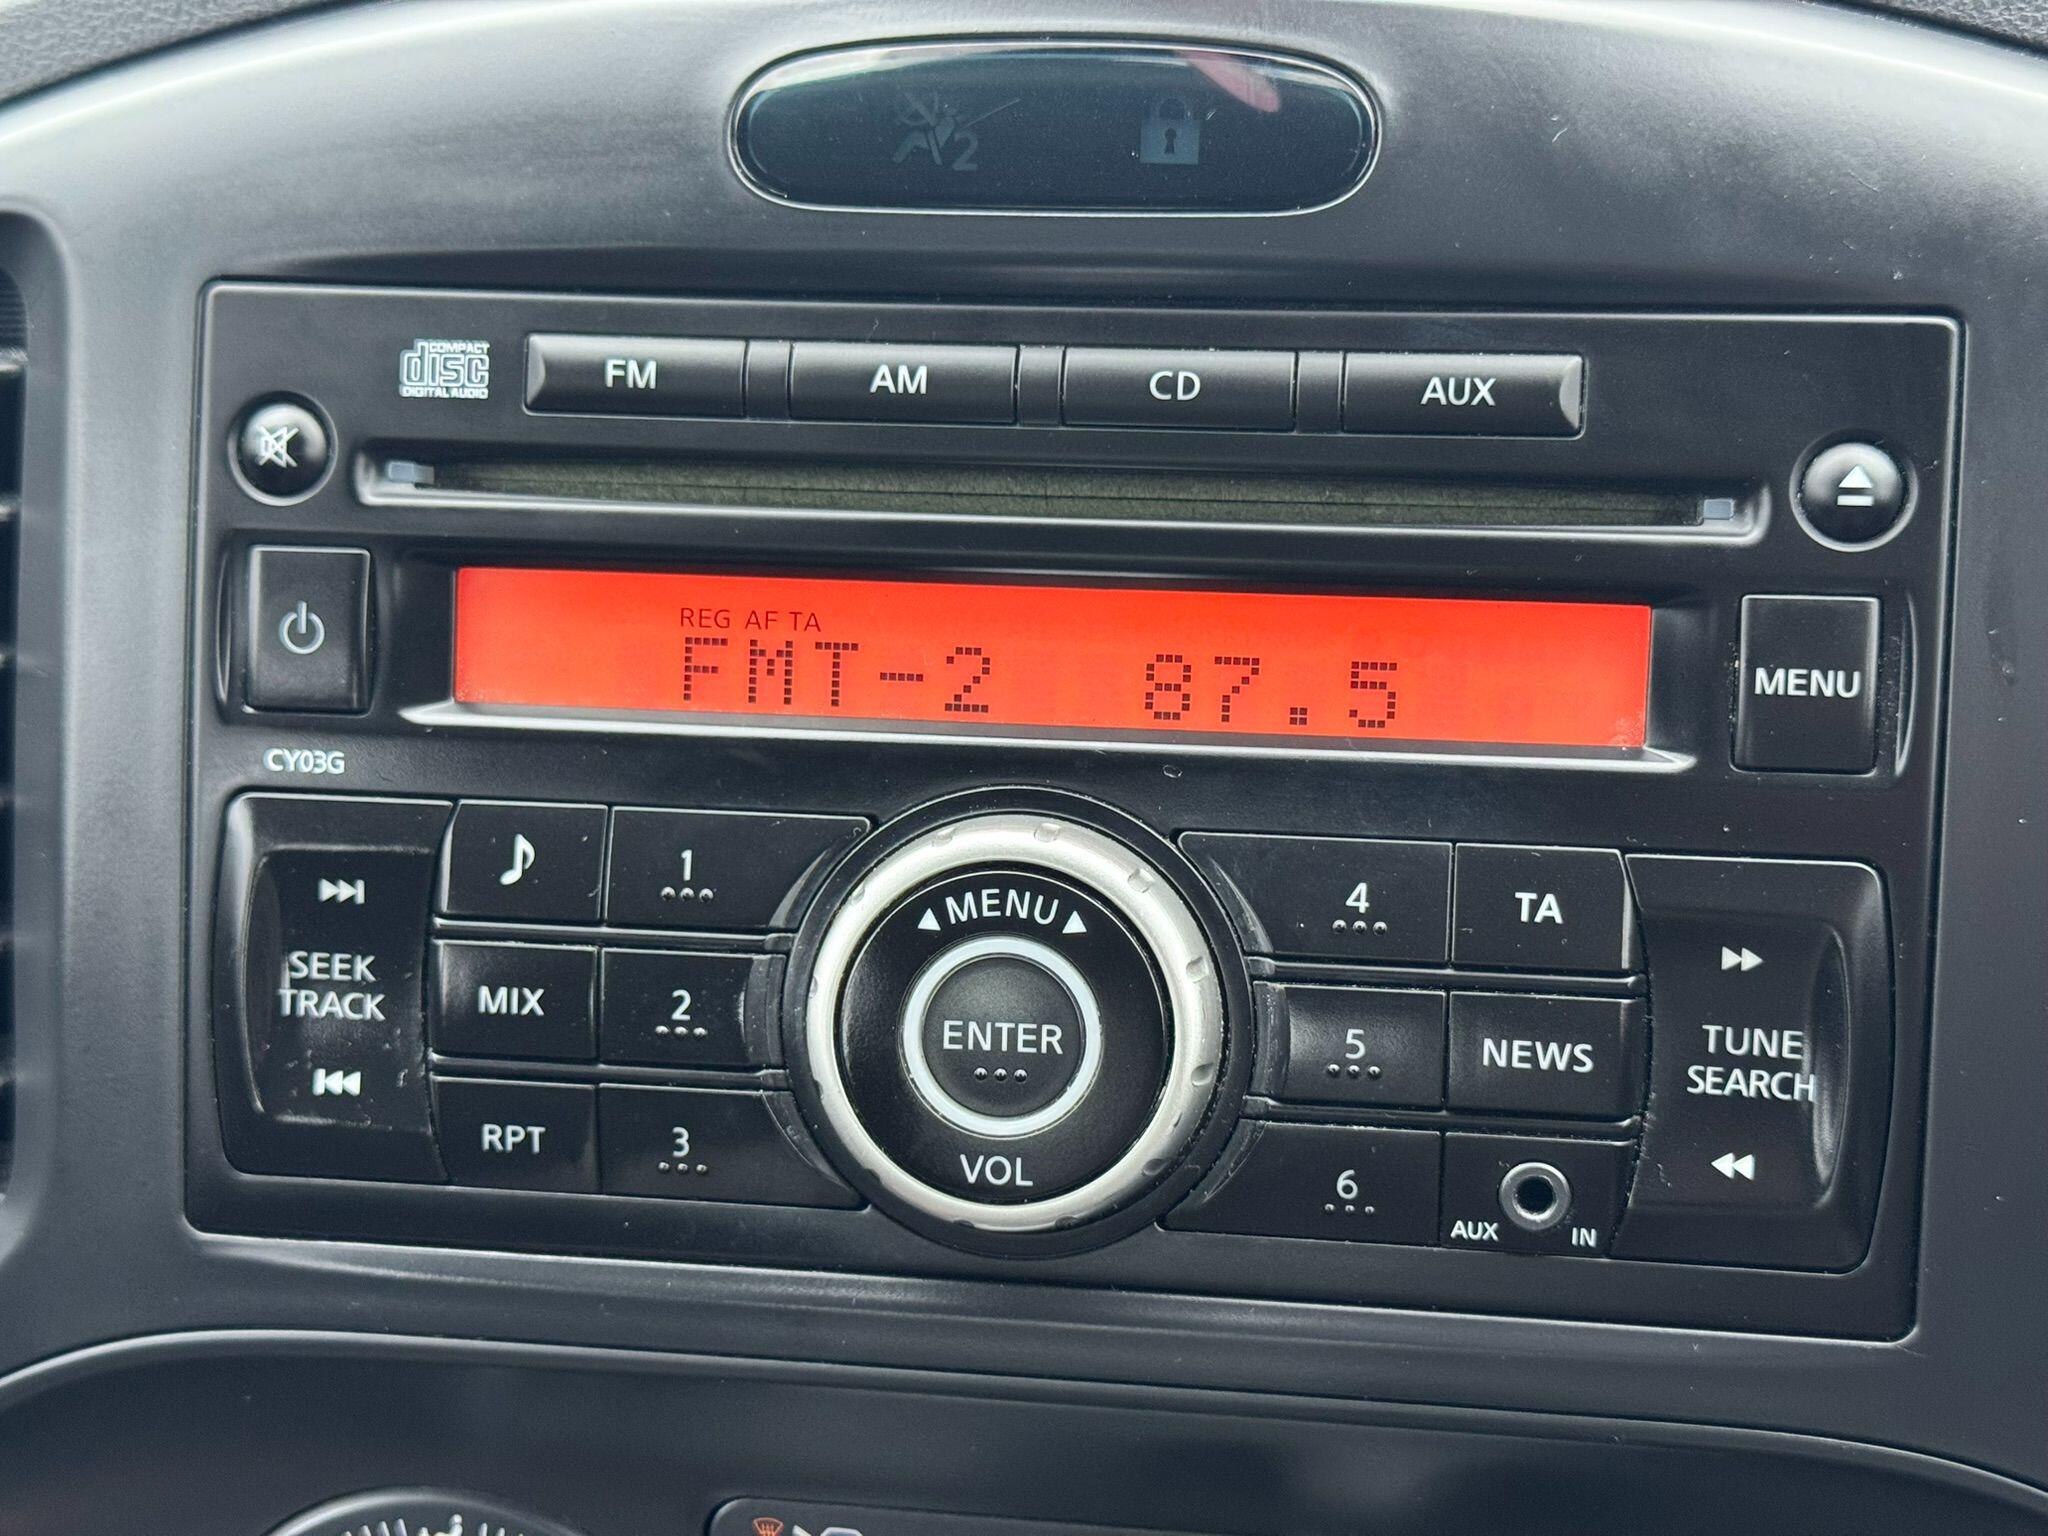 2
COMPACT
disc
DIGITAL AUDIO
FM AM CD AUX
REG AF TA
FMT-2 87.5
MENU
CY03G
SEEK
TRACK
1
MIX
2
RPT
3
MENU
ENTER
VOL
4
TA
5
NEWS
6
AUX IN
TUNE
SEARCH